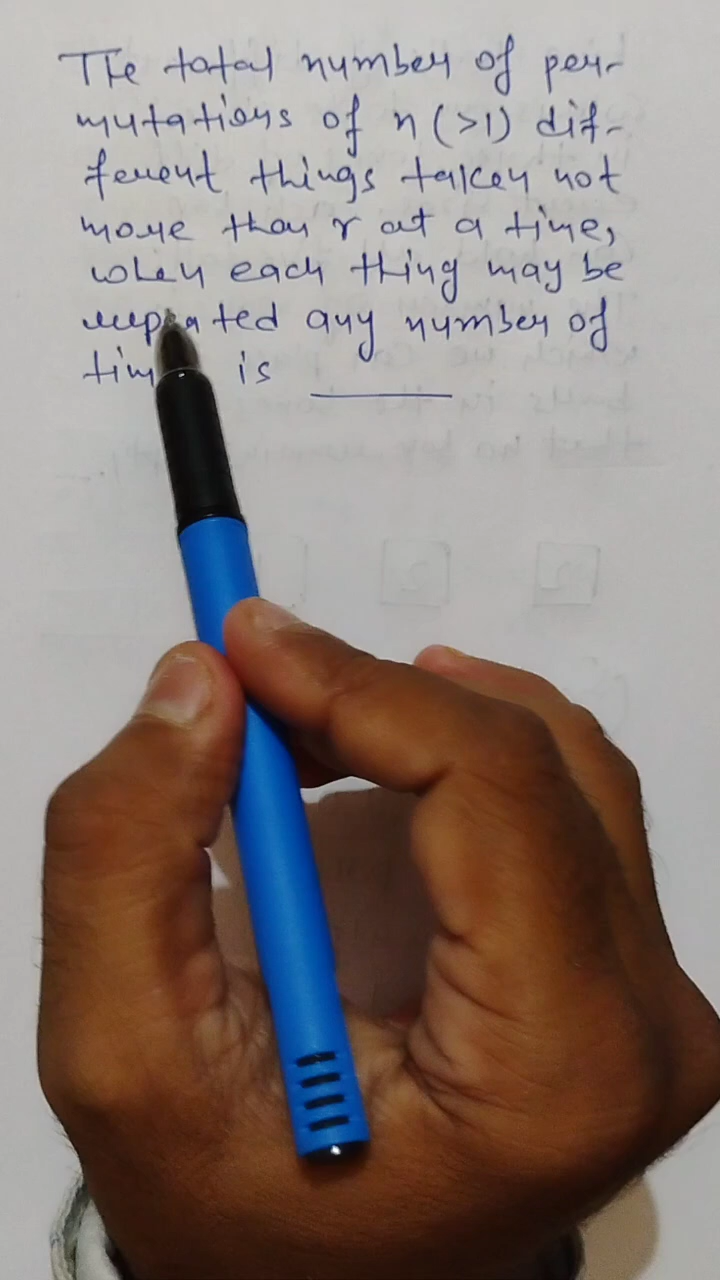 The total number of per-
mutations of n (>1) dif-
ferent things taken not
more than r at a time,
when each thing may be
repeated any number of
is